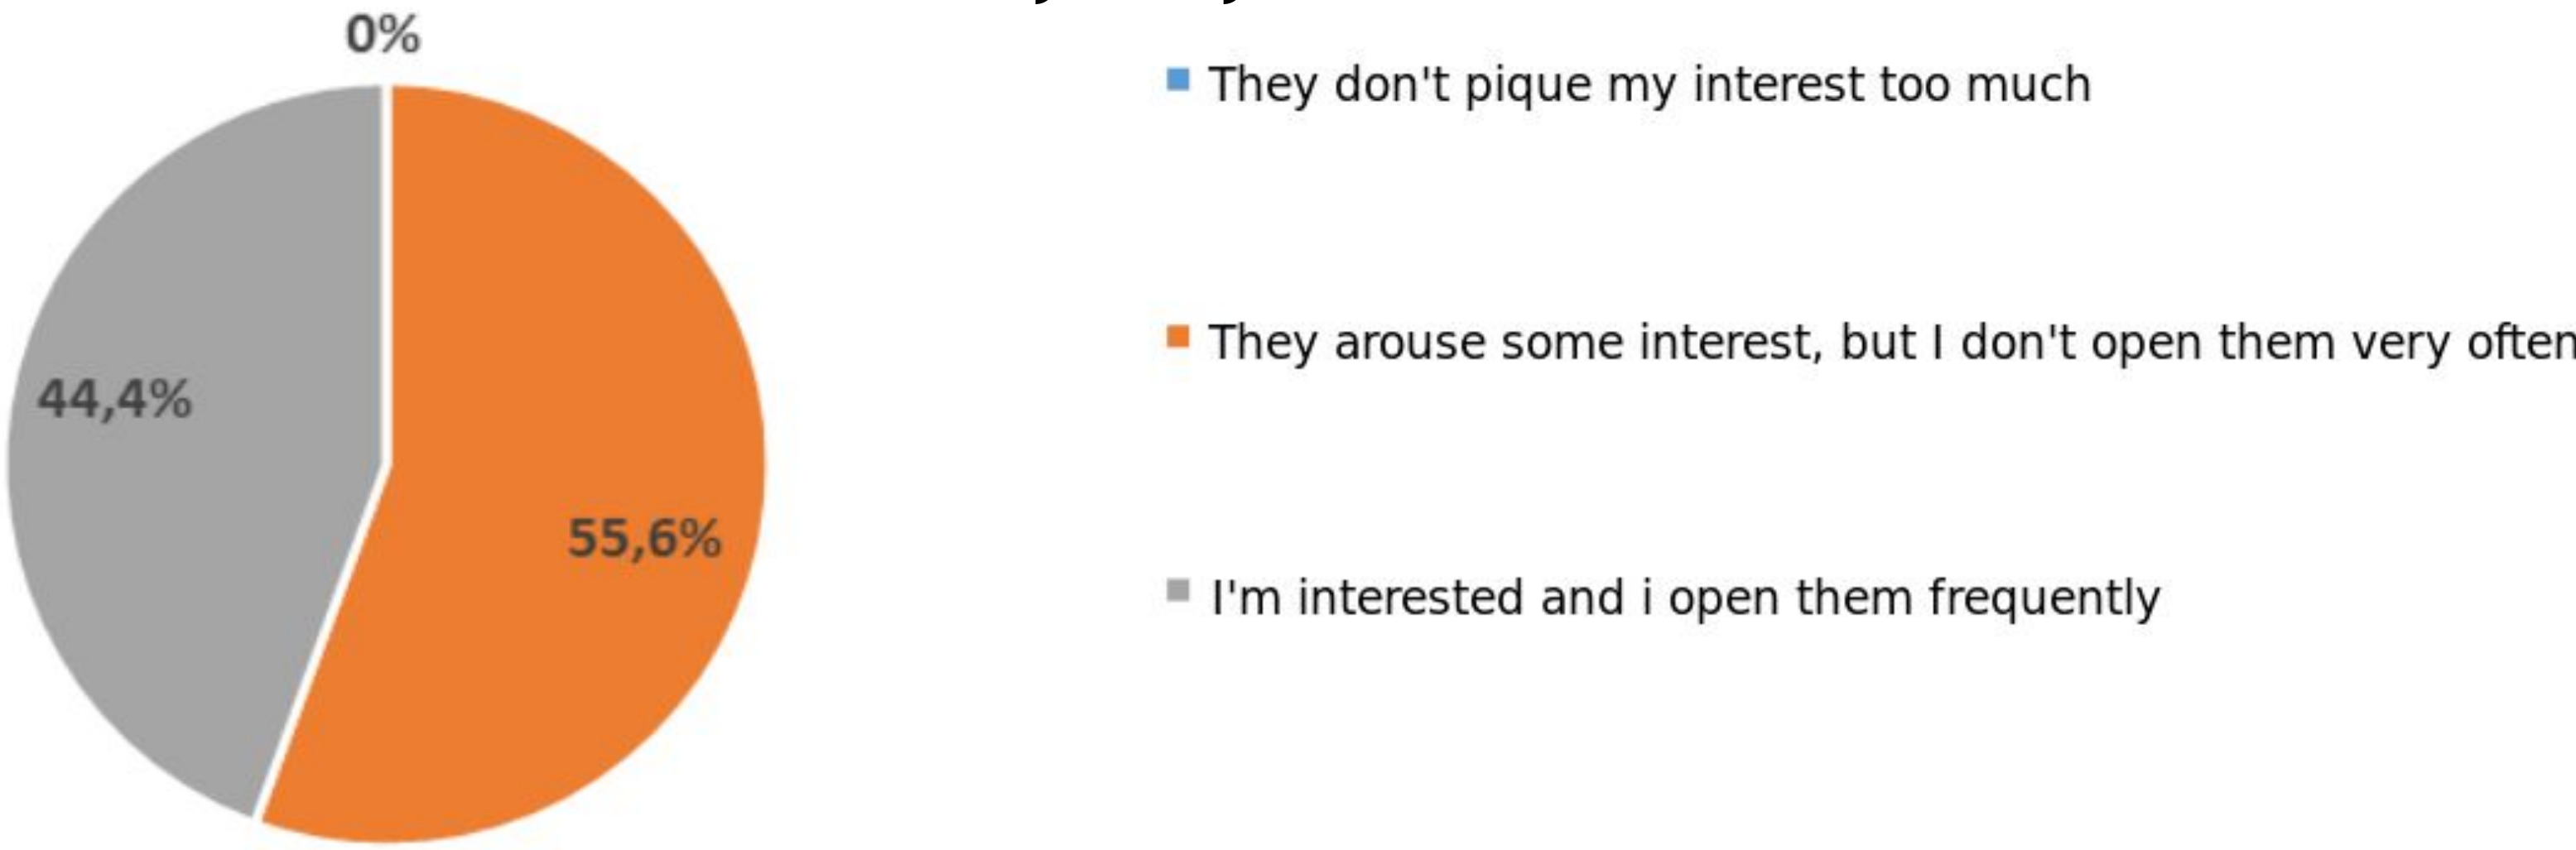 0%
They don't pique my interest too much
They arouse some interest, but I don't open them very often
44,4%
55,6%
I'm interested and i open them frequently